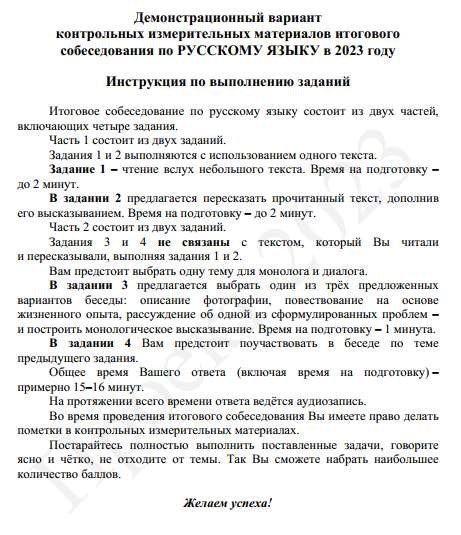 Демонстрационный вариант
контрольных измерительных материалов итогового
собеседования по РУССКОМУ ЯЗЫКУ в 2023 году
Инструкция по выполнению заданий
Итоговое собеседование по русскому языку состоит из двух частей,
включающих четыре задания.
Часть 1 состоит из двух заданий.
Задания 1 и 2 выполняются с использованием одного текста.
Задание 1 – чтение вслух небольшого текста. Время на подготовку –
до 2 минут.
В задании 2 предлагается пересказать прочитанный текст, дополнив
его высказыванием. Время на подготовку – до 2 минут.
Часть 2 состоит из двух заданий.
Задания 3 и 4 не связаны с текстом, который Вы читали
и пересказывали, выполняя задания 1 и 2.
Вам предстоит выбрать одну тему для монолога и диалога.
В задании 3 предлагается выбрать один из трёх предложенных
вариантов беседы: описание фотографии, повествование на основе
жизненного опыта, рассуждение об одной из сформулированных проблем –
и построить монологическое высказывание. Время на подготовку – 1 минута.
В задании 4 Вам предстоит поучаствовать в беседе по теме
предыдущего задания.
Общее время Вашего ответа (включая время на подготовку) –
примерно 15–16 минут.
На протяжении всего времени ответа ведётся аудиозапись.
Во время проведения итогового собеседования Вы имеете право делать
пометки в контрольных измерительных материалах.
Постарайтесь полностью выполнить поставленные задачи, говорите
ясно и чётко, не отходите от темы. Так Вы сможете набрать наибольшее
количество баллов.
Желаем успеха!
2023